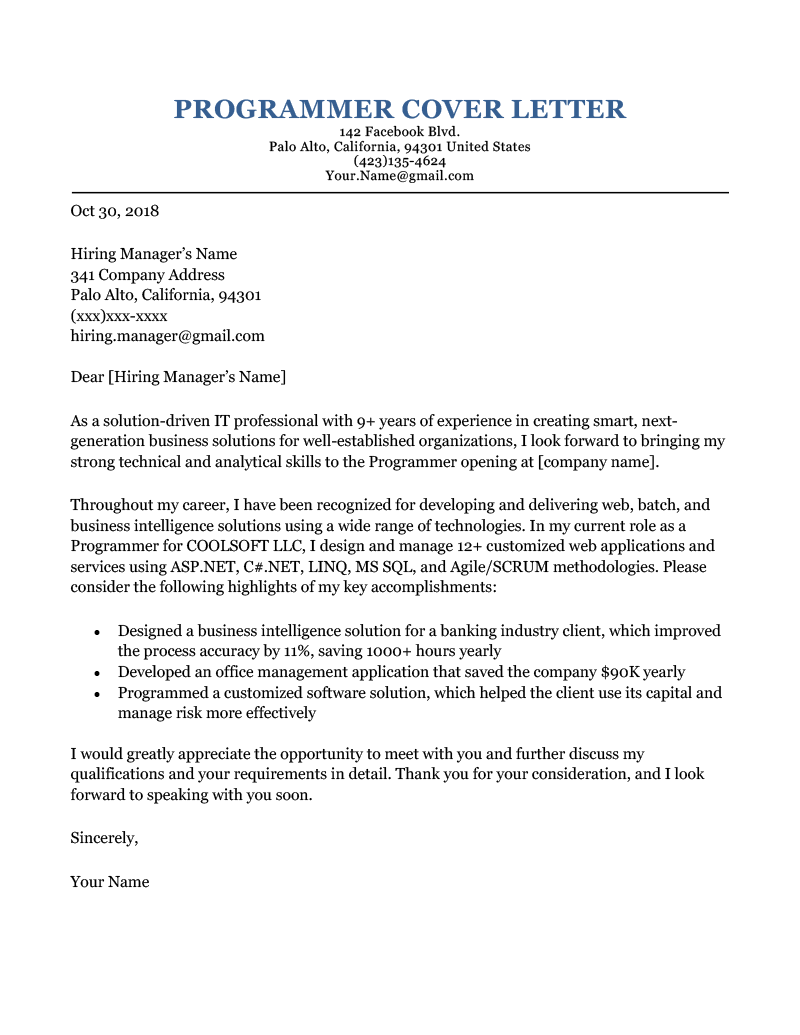 PROGRAMMER COVER LETTER
142 Facebook Blvd.
Palo Alto, California, 94301 United States
(423)135-4624
Your.Name@gmail.com
Oct 30, 2018
Hiring Manager’s Name
341 Company Address
Palo Alto, California, 94301
(xxx)xxx-xxxx
hiring.manager@gmail.com
Dear [Hiring Manager’s Name]
As a solution-driven IT professional with 9+ years of experience in creating smart, next-
generation business solutions for well-established organizations, I look forward to bringing my
strong technical and analytical skills to the Programmer opening at [company name].
Throughout my career, I have been recognized for developing and delivering web, batch, and
business intelligence solutions using a wide range of technologies. In my current role as a
Programmer for COOLSOFT LLC, I design and manage 12+ customized web applications and
services using ASP.NET, C#.NET, LINQ, MS SQL, and Agile/SCRUM methodologies. Please
consider the following highlights of my key accomplishments:
• Designed a business intelligence solution for a banking industry client, which improved
the process accuracy by 11%, saving 1000+ hours yearly
• Developed an office management application that saved the company $90K yearly
• Programmed a customized software solution, which helped the client use its capital and
manage risk more effectively
I would greatly appreciate the opportunity to meet with you and further discuss my
qualifications and your requirements in detail. Thank you for your consideration, and I look
forward to speaking with you soon.
Sincerely,
Your Name